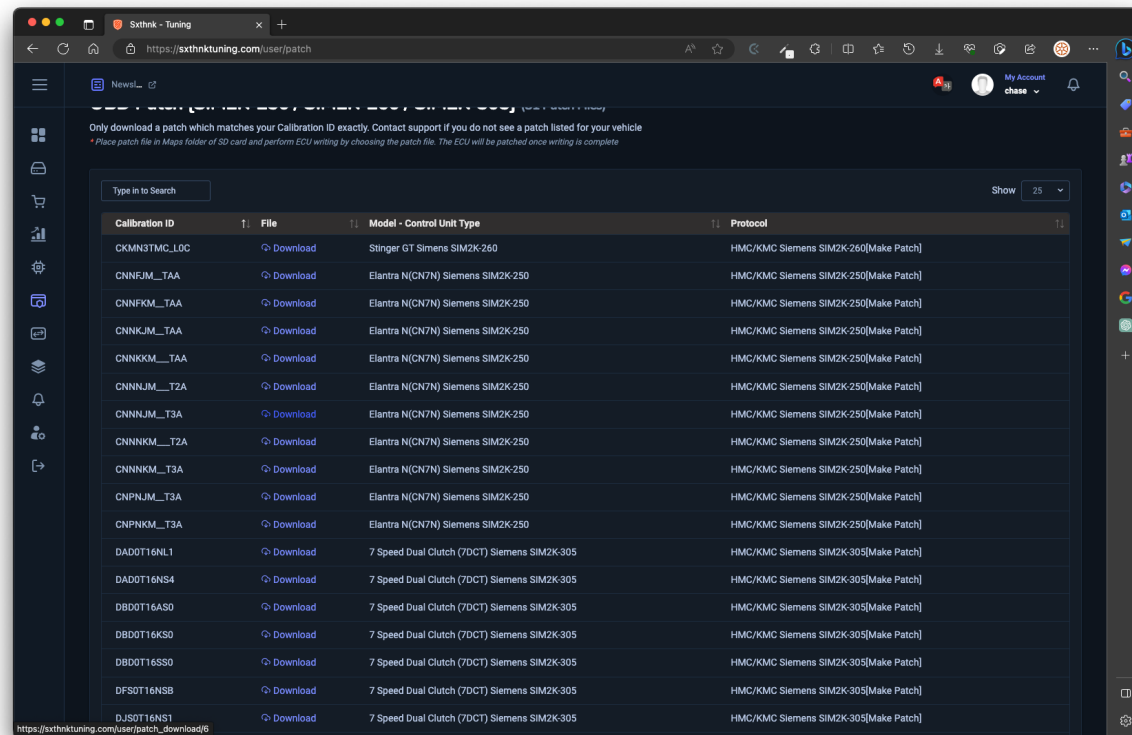 Sxthnk - Tuning
https://sxthnktuning.com/user/patch
Newsl...
My Account
chase
Only download a patch which matches your Calibration ID exactly. Contact support if you do not see a patch listed for your vehicle
* Place patch file in Maps folder of SD card and perform ECU writing by choosing the patch file. The ECU will be patched once writing is complete
Type in to Search
Show 25
Calibration ID File Model - Control Unit Type Protocol
CKMN3TMC_L0C Download Stinger GT Simens SIM2K-260 HMC/KMC Siemens SIM2K-260[Make Patch]
CNNFJM__TAA Download Elantra N(CN7N) Siemens SIM2K-250 HMC/KMC Siemens SIM2K-250[Make Patch]
CNNFKM__TAA Download Elantra N(CN7N) Siemens SIM2K-250 HMC/KMC Siemens SIM2K-250[Make Patch]
CNNKJM__TAA Download Elantra N(CN7N) Siemens SIM2K-250 HMC/KMC Siemens SIM2K-250[Make Patch]
CNNKKM___TAA Download Elantra N(CN7N) Siemens SIM2K-250 HMC/KMC Siemens SIM2K-250[Make Patch]
CNNNJM___T2A Download Elantra N(CN7N) Siemens SIM2K-250 HMC/KMC Siemens SIM2K-250[Make Patch]
CNNNJM__T3A Download Elantra N(CN7N) Siemens SIM2K-250 HMC/KMC Siemens SIM2K-250[Make Patch]
CNNNKM___T2A Download Elantra N(CN7N) Siemens SIM2K-250 HMC/KMC Siemens SIM2K-250[Make Patch]
CNNNKM__T3A Download Elantra N(CN7N) Siemens SIM2K-250 HMC/KMC Siemens SIM2K-250[Make Patch]
CNPNJM__T3A Download Elantra N(CN7N) Siemens SIM2K-250 HMC/KMC Siemens SIM2K-250[Make Patch]
CNPNKM__T3A Download Elantra N(CN7N) Siemens SIM2K-250 HMC/KMC Siemens SIM2K-250[Make Patch]
DAD0T16NL1 Download 7 Speed Dual Clutch (7DCT) Siemens SIM2K-305 HMC/KMC Siemens SIM2K-305[Make Patch]
DAD0T16NS4 Download 7 Speed Dual Clutch (7DCT) Siemens SIM2K-305 HMC/KMC Siemens SIM2K-305[Make Patch]
DBD0T16AS0 Download 7 Speed Dual Clutch (7DCT) Siemens SIM2K-305 HMC/KMC Siemens SIM2K-305[Make Patch]
DBD0T16KS0 Download 7 Speed Dual Clutch (7DCT) Siemens SIM2K-305 HMC/KMC Siemens SIM2K-305[Make Patch]
DBD0T16SS0 Download 7 Speed Dual Clutch (7DCT) Siemens SIM2K-305 HMC/KMC Siemens SIM2K-305[Make Patch]
DFS0T16NSB Download 7 Speed Dual Clutch (7DCT) Siemens SIM2K-305 HMC/KMC Siemens SIM2K-305[Make Patch]
DJS0T16NS1 Download 7 Speed Dual Clutch (7DCT) Siemens SIM2K-305 HMC/KMC Siemens SIM2K-305[Make Patch]
https://sxthnktuning.com/user/patch_download/6